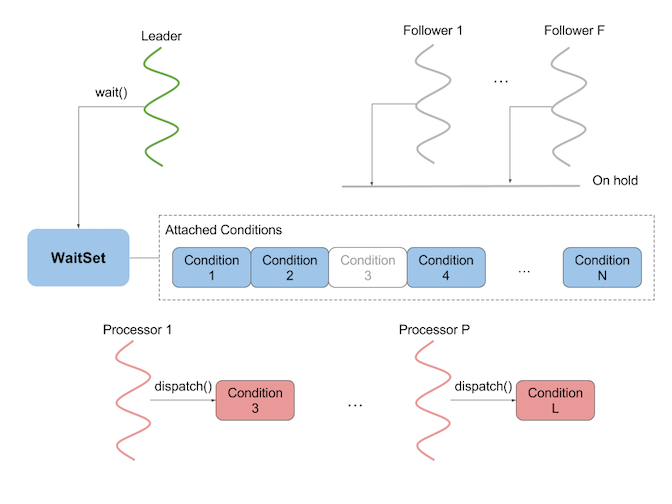 Leader
Follower 1
Follower F
wait()
...
On hold
WaitSet
Attached Conditions
Condition
1
Condition
2
Condition
3
Condition
4
...
Condition
N
Processor 1
Processor P
dispatch()
Condition
3
...
dispatch()
Condition
L